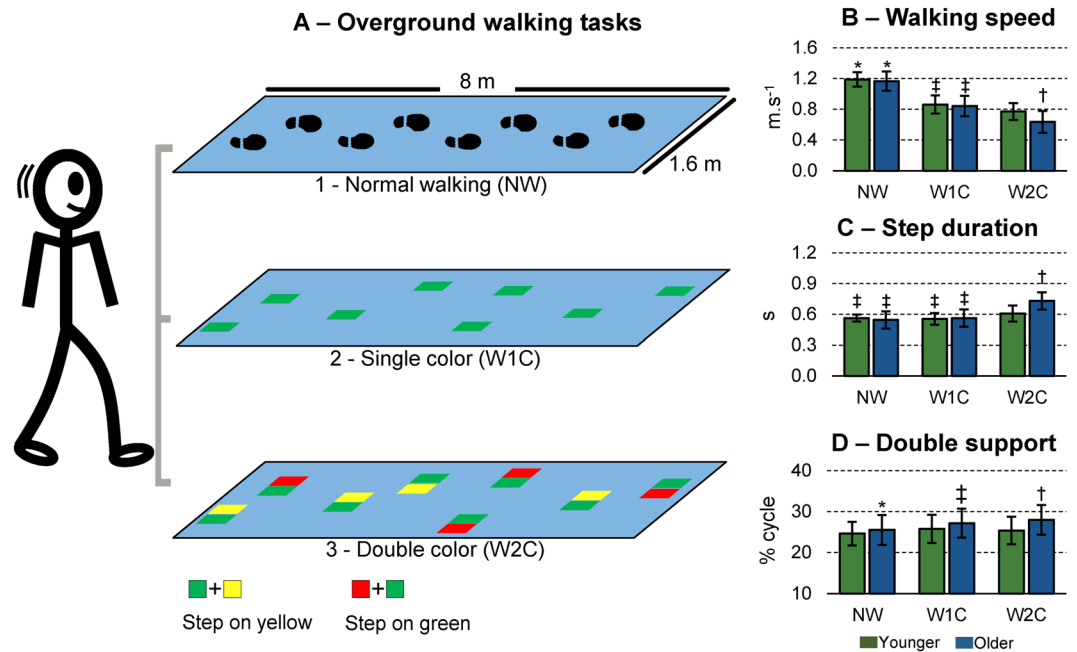 A – Overground walking tasks
8 m
1.6 m
1 - Normal walking (NW)
2 - Single color (W1C)
3 - Double color (W2C)
+
Step on yellow
+
Step on green
B – Walking speed
m.s⁻¹
1.6
1.2
0.8
0.4
0.0
* * ‡ ‡ †
NW W1C W2C
C – Step duration
s
1.2
0.9
0.6
0.3
0.0
‡ ‡ ‡ ‡ †
NW W1C W2C
D – Double support
% cycle
40
30
20
10
* ‡ †
NW W1C W2C
Younger Older